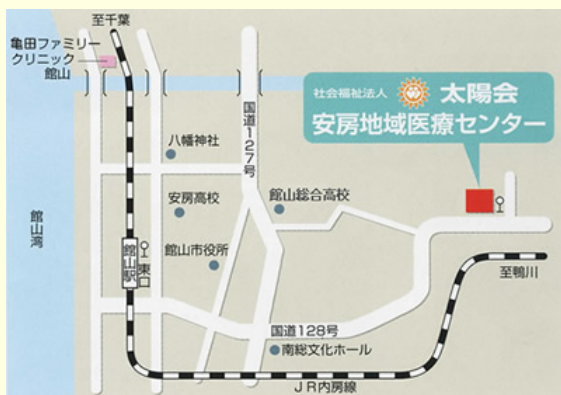 至千葉
亀田ファミリー
クリニック
館山
社会福祉法人 太陽会
安房地域医療センター
国道127号
八幡神社
安房高校
館山総合高校
館山湾
館山駅
東口
館山市役所
至鴨川
国道128号
南総文化ホール
JR内房線